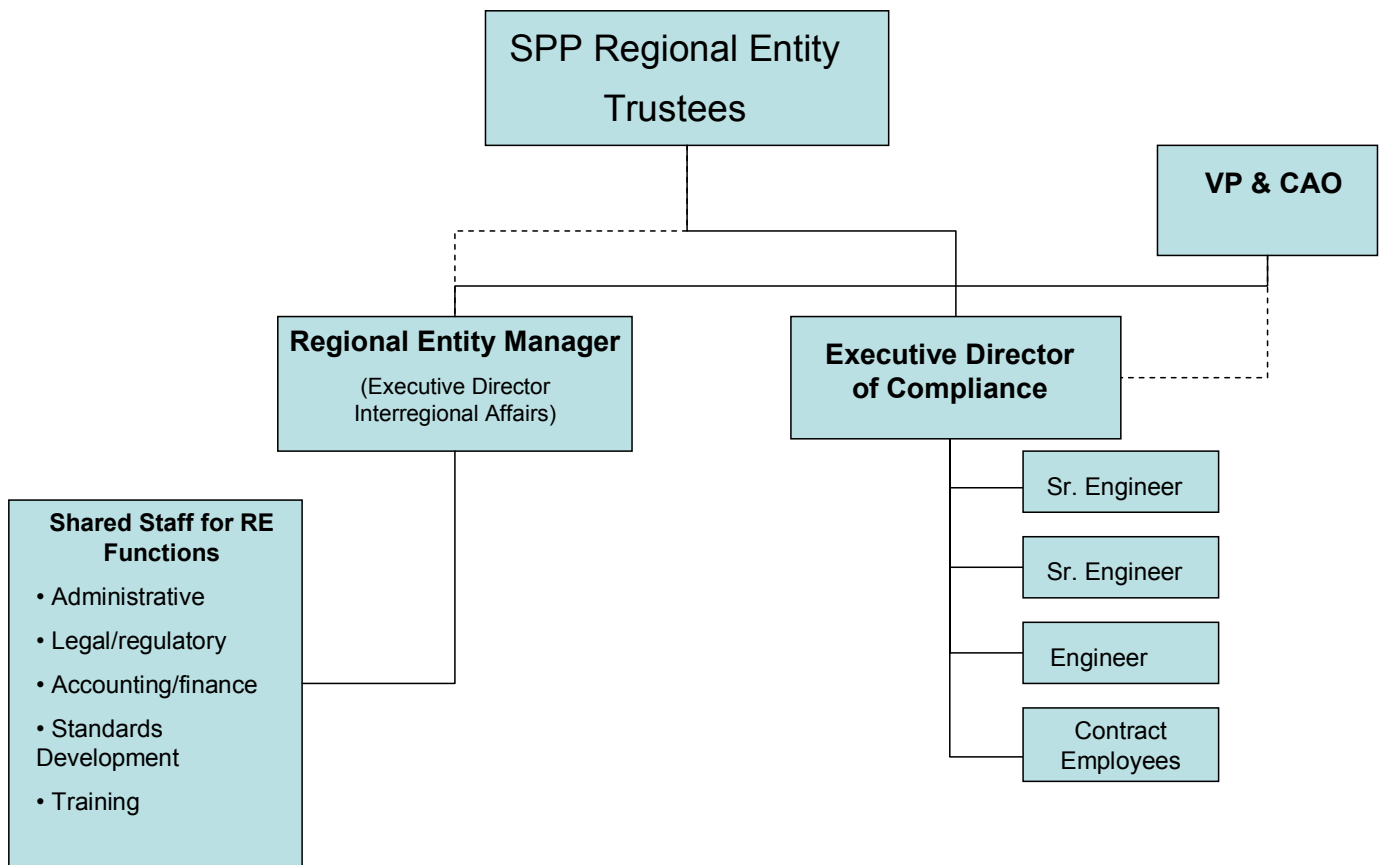 SPP Regional Entity
Trustees
VP & CAO
Regional Entity Manager
(Executive Director
Interregional Affairs)
Executive Director
of Compliance
Shared Staff for RE
Functions
• Administrative
• Legal/regulatory
• Accounting/finance
• Standards
Development
• Training
Sr. Engineer
Sr. Engineer
Engineer
Contract
Employees